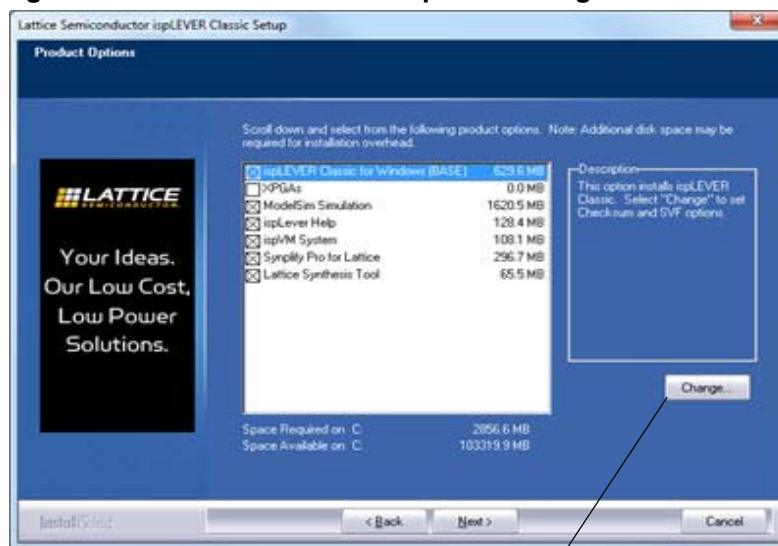 Lattice Semiconductor ispLEVER Classic Setup
Product Options
Scroll down and select from the following product options. Note: Additional disk space may be
required for installation overhead.
ispLEVER Classic for Windows (BASE) 629.6 MB
XPGAs 0.0 MB
ModelSim Simulation 1620.5 MB
ispLever Help 128.4 MB
ispVM System 108.1 MB
Synplify Pro for Lattice 296.7 MB
Lattice Synthesis Tool 65.5 MB
Description
This option installs ispLEVER
Classic. Select "Change" to set
Checksum and SVF options.
LATTICE
SEMICONDUCTOR
Your Ideas.
Our Low Cost,
Low Power
Solutions.
Change...
Space Required on C: 2856.6 MB
Space Available on C: 103319.9 MB
< Back
Next >
Cancel